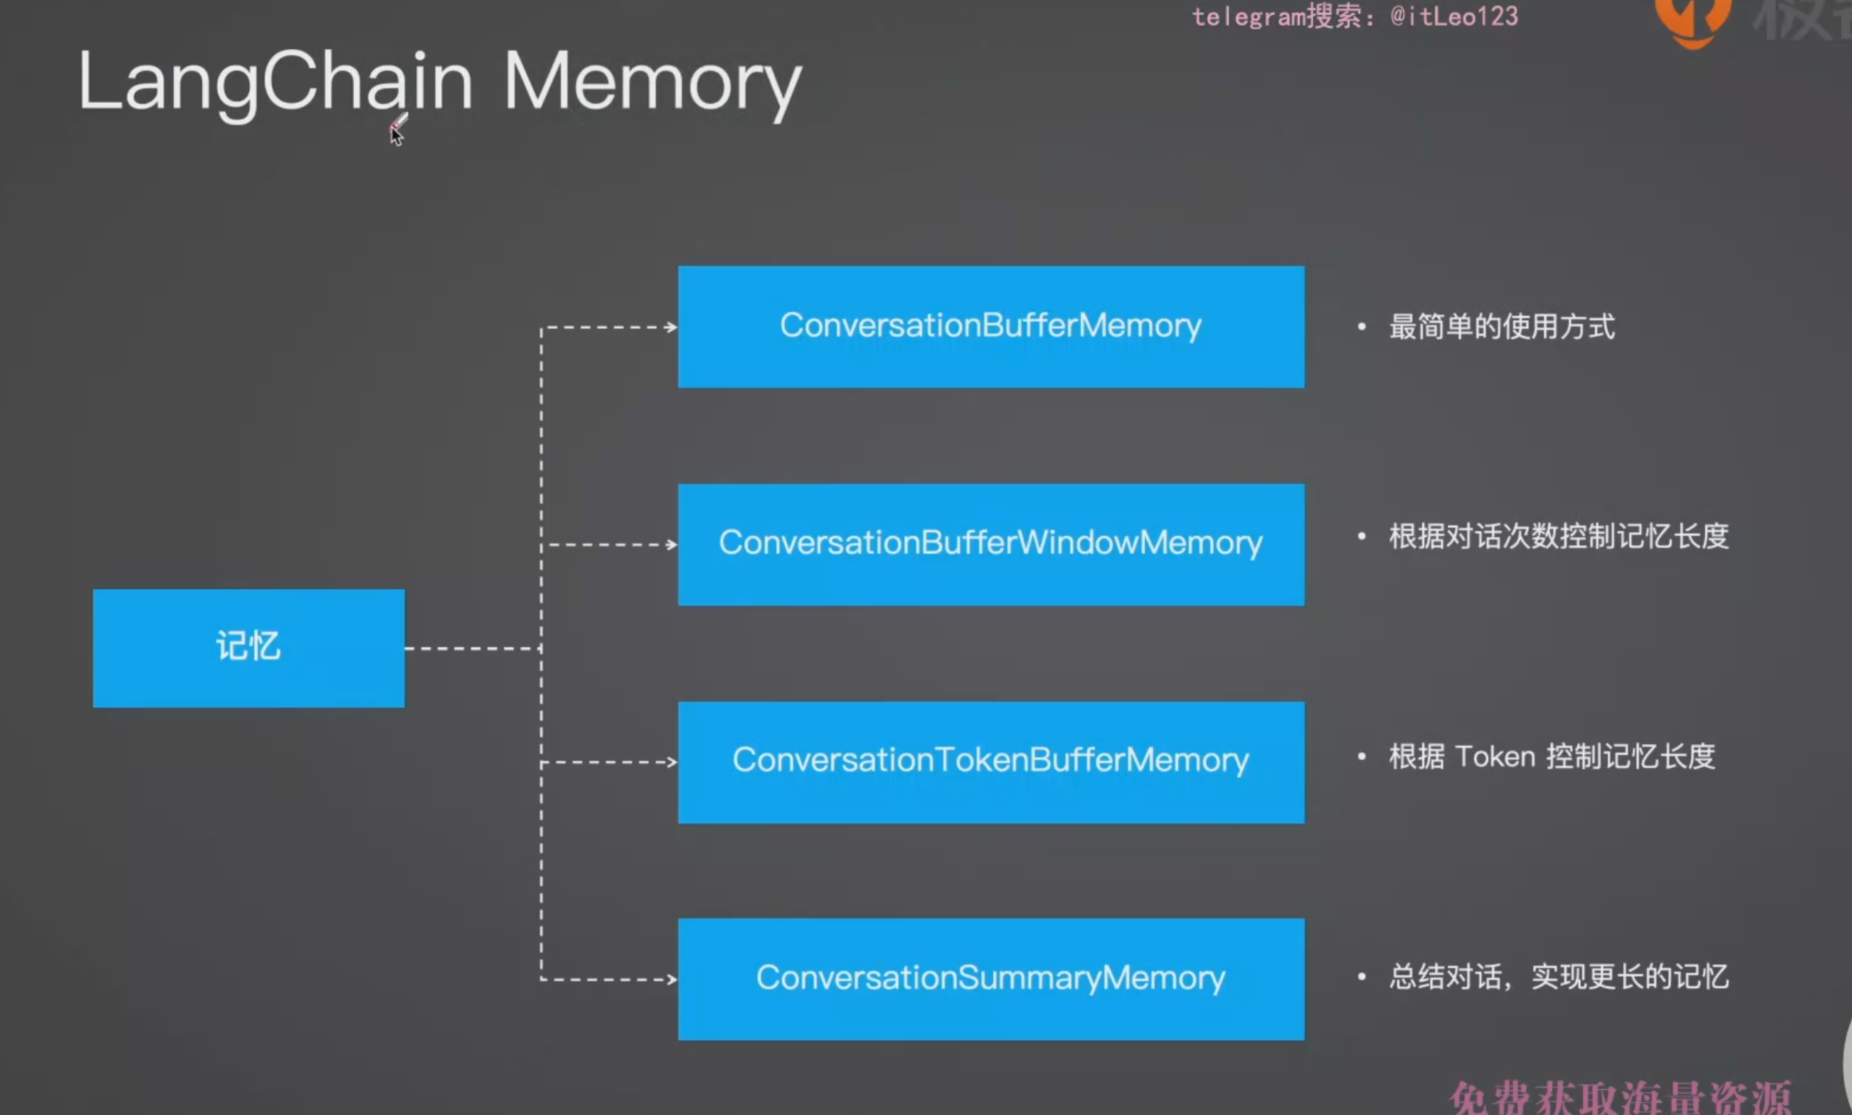 telegram搜索：@itLeo123
LangChain Memory
记忆
ConversationBufferMemory
• 最简单的使用方式
ConversationBufferWindowMemory
• 根据对话次数控制记忆长度
ConversationTokenBufferMemory
• 根据 Token 控制记忆长度
ConversationSummaryMemory
• 总结对话，实现更长的记忆
免费获取海量资源